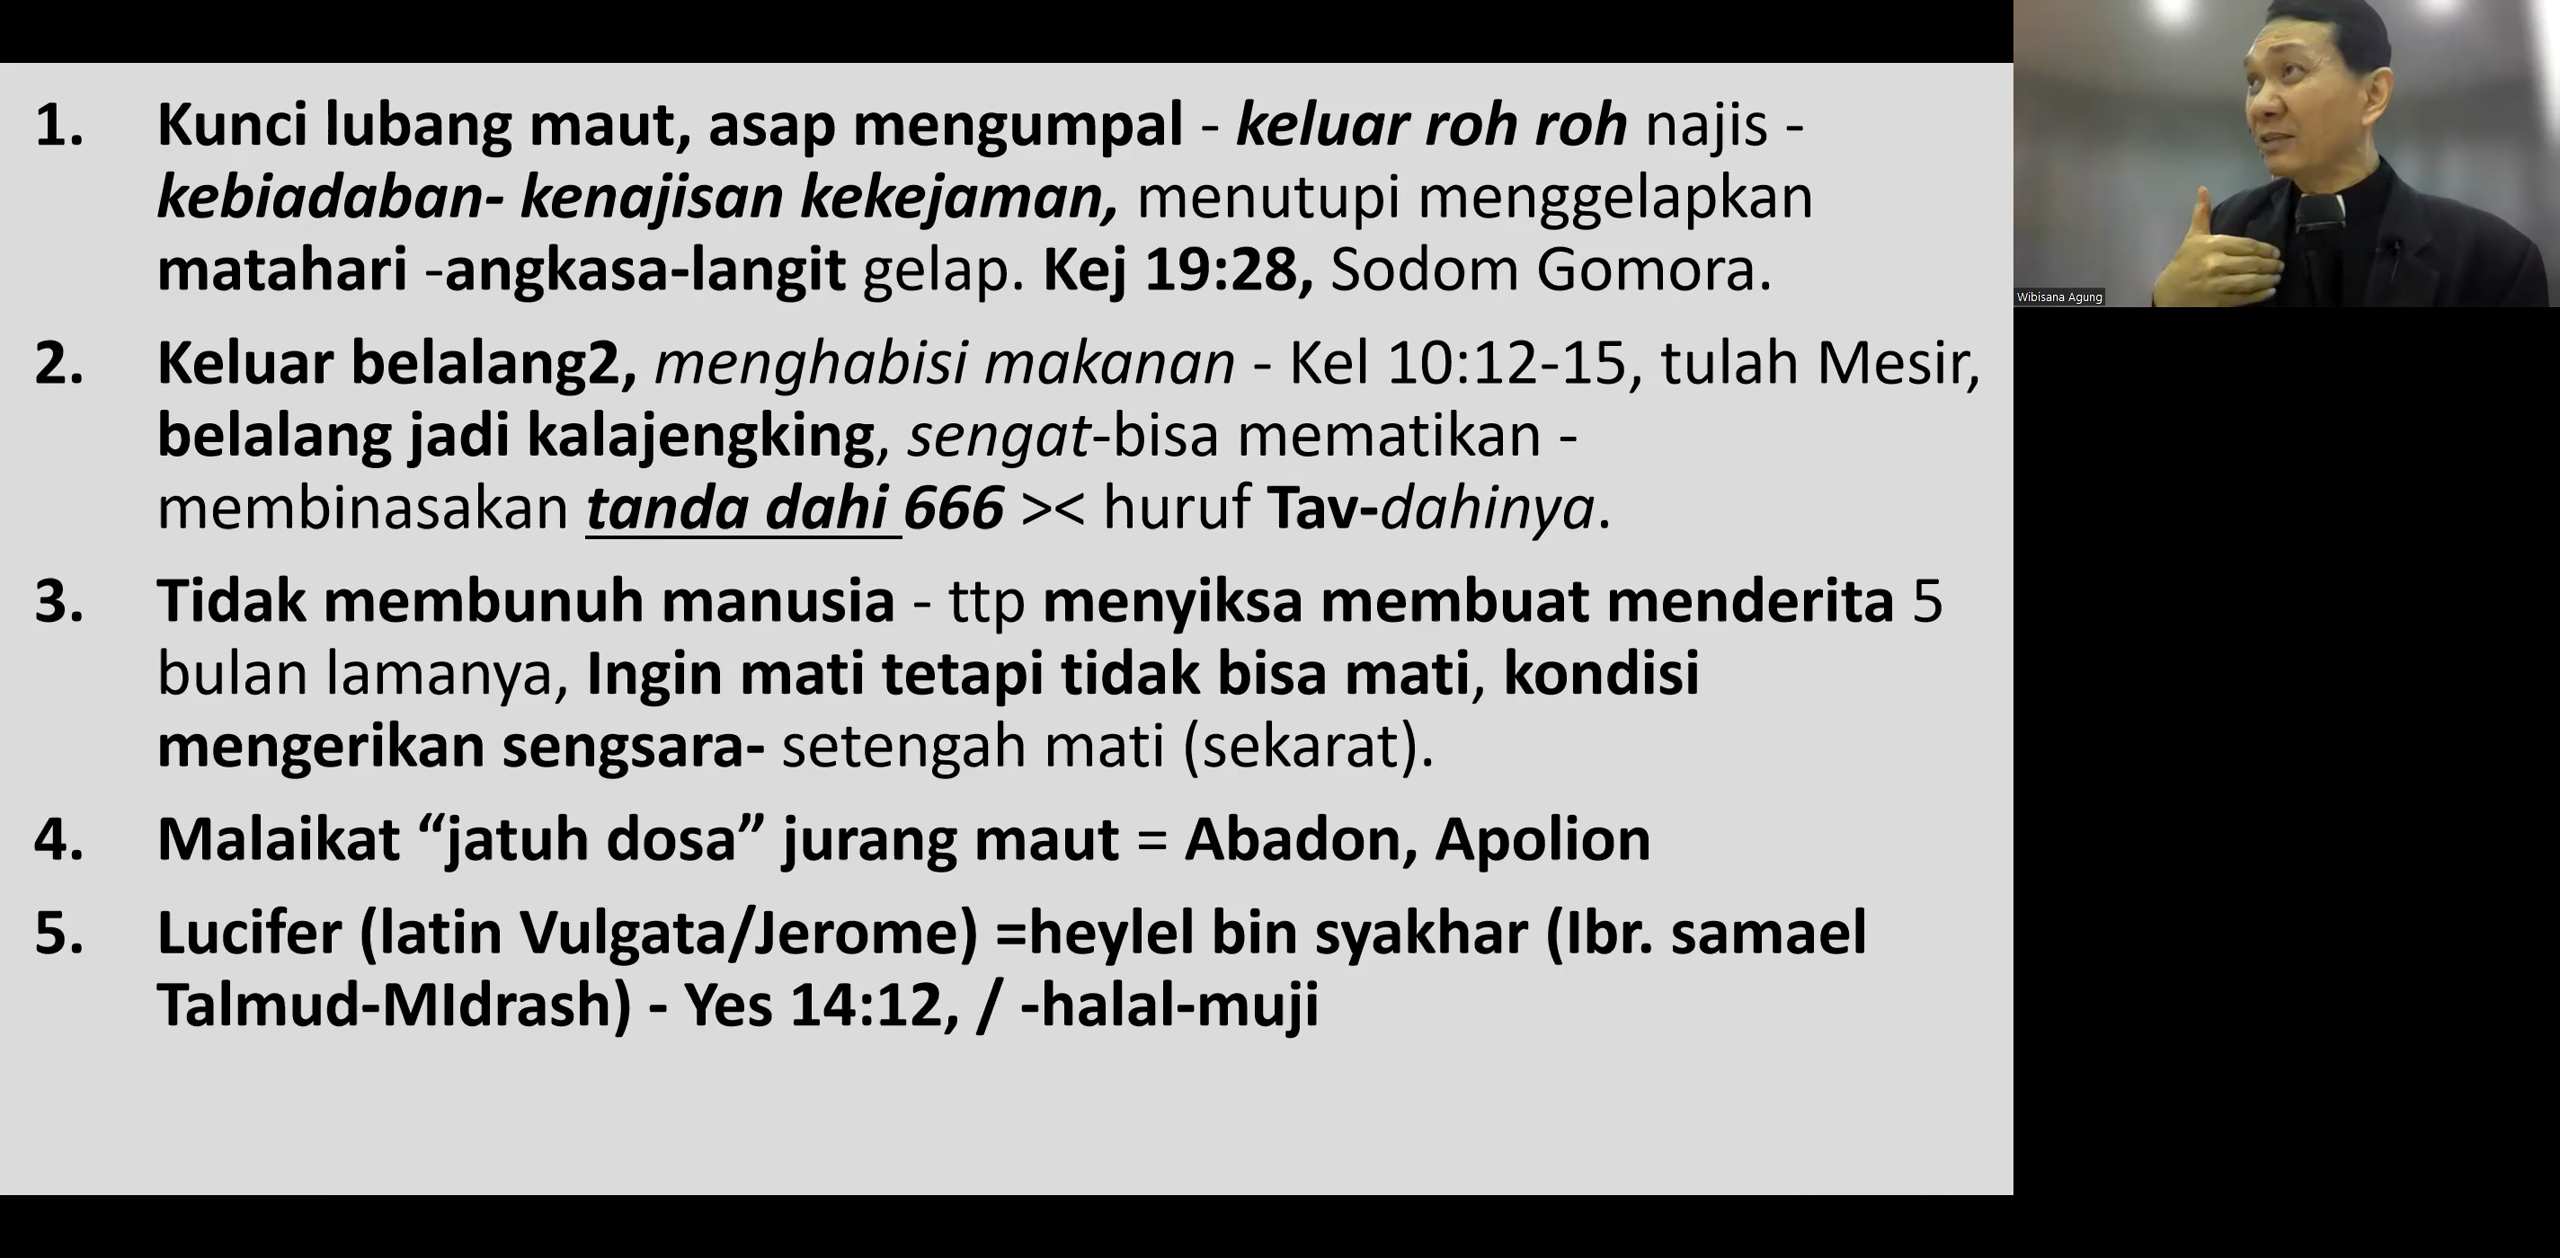 1. Kunci lubang maut, asap mengumpal - keluar roh roh najis -
kebiadaban- kenajisan kekejaman, menutupi menggelapkan
matahari -angkasa-langit gelap. Kej 19:28, Sodom Gomora.
2. Keluar belalang2, menghabisi makanan - Kel 10:12-15, tulah Mesir,
belalang jadi kalajengking, sengat-bisa mematikan -
membinasakan tanda dahi 666 >< huruf Tav-dahinya.
3. Tidak membunuh manusia - ttp menyiksa membuat menderita 5
bulan lamanya, Ingin mati tetapi tidak bisa mati, kondisi
mengerikan sengsara- setengah mati (sekarat).
4. Malaikat “jatuh dosa” jurang maut = Abadon, Apolion
5. Lucifer (latin Vulgata/Jerome) =heylel bin syakhar (Ibr. samael
Talmud-MIdrash) - Yes 14:12, / -halal-muji
Wibisana Agung